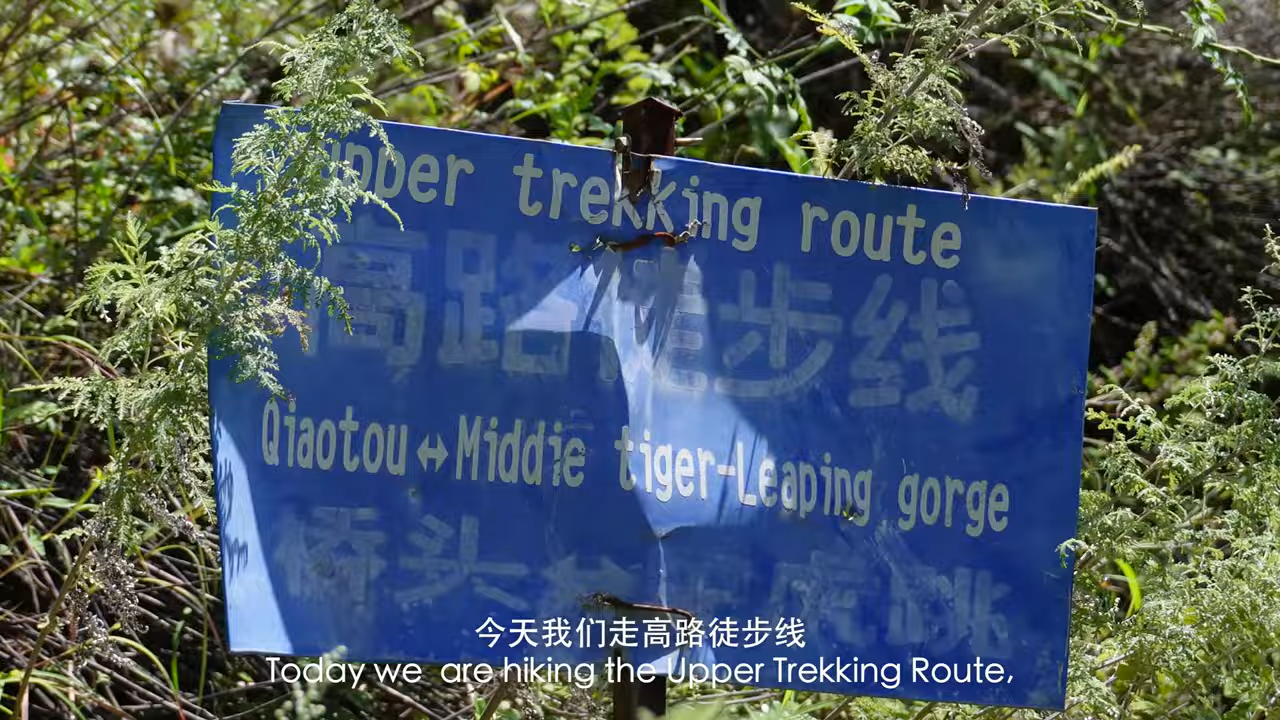 upper trekking route
高路徒步线
Qiaotou↔Middie tiger-Leaping gorge
桥头
虎跳
今天我们走高路徒步线
Today we are hiking the Upper Trekking Route,